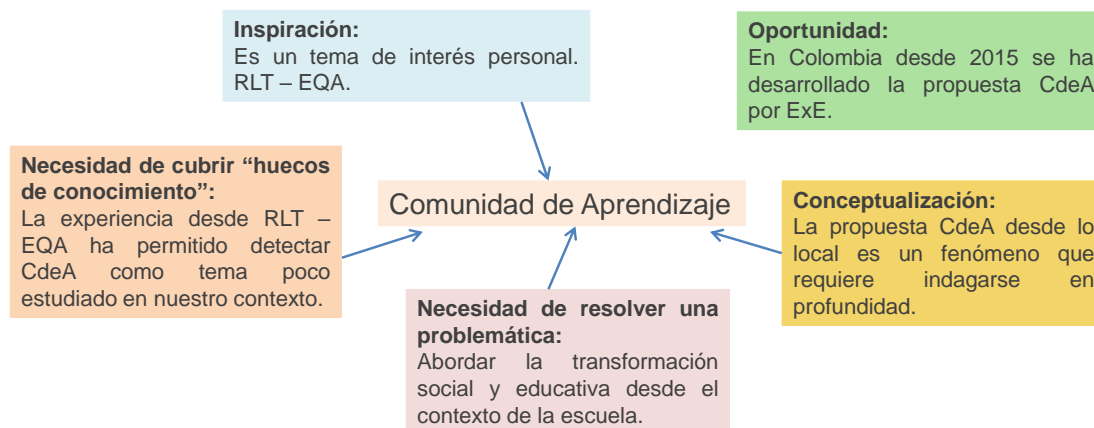 Inspiración:
Es un tema de interés personal.
RLT – EQA.
Oportunidad:
En Colombia desde 2015 se ha
desarrollado la propuesta CdeA
por ExE.
Necesidad de cubrir “huecos
de conocimiento”:
La experiencia desde RLT –
EQA ha permitido detectar
CdeA como tema poco
estudiado en nuestro contexto.
Comunidad de Aprendizaje
Conceptualización:
La propuesta CdeA desde lo
local es un fenómeno que
requiere indagarse en
profundidad.
Necesidad de resolver una
problemática:
Abordar la transformación
social y educativa desde el
contexto de la escuela.